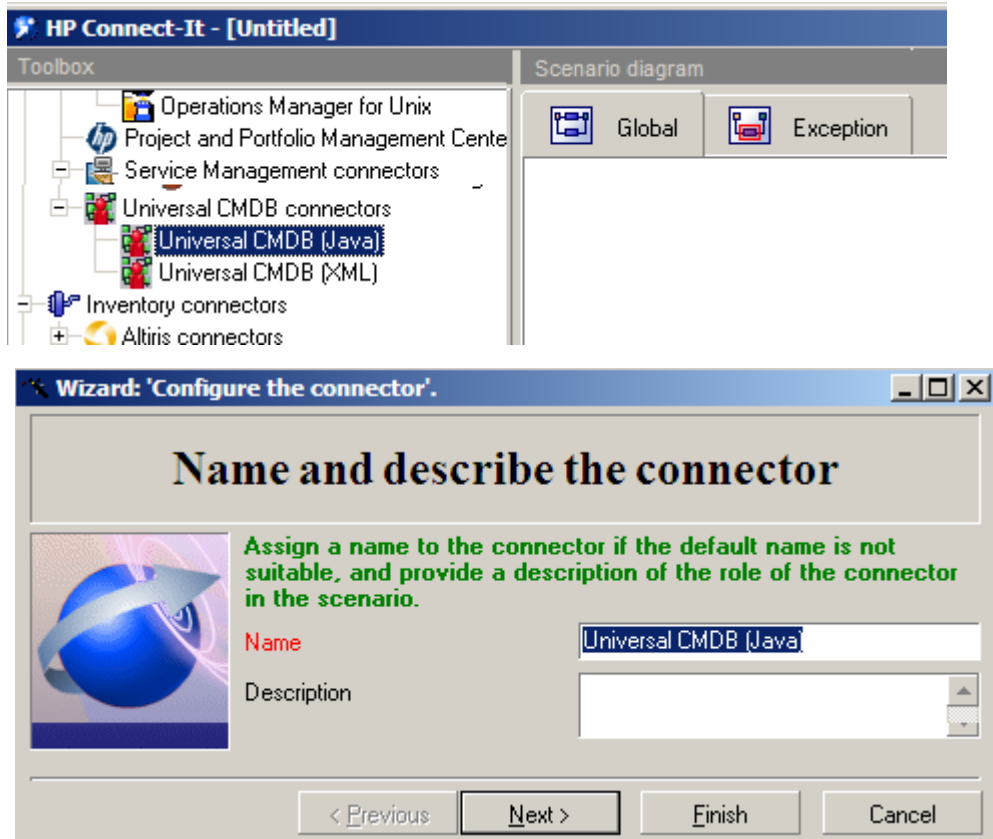 HP Connect-It - [Untitled]
Toolbox
Scenario diagram
Operations Manager for Unix
Project and Portfolio Management Cente
Service Management connectors
Universal CMDB connectors
Universal CMDB (Java)
Universal CMDB (XML)
Inventory connectors
Altiris connectors
Global
Exception
Wizard: 'Configure the connector'.
Name and describe the connector
Assign a name to the connector if the default name is not
suitable, and provide a description of the role of the connector
in the scenario.
Name
Universal CMDB (Java)
Description
< Previous
Next >
Finish
Cancel